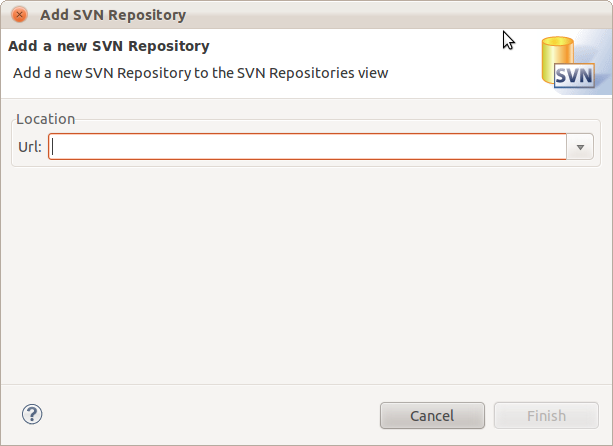 Add SVN Repository
Add a new SVN Repository
Add a new SVN Repository to the SVN Repositories view
SVN
Location
Url:
?
Cancel
Finish